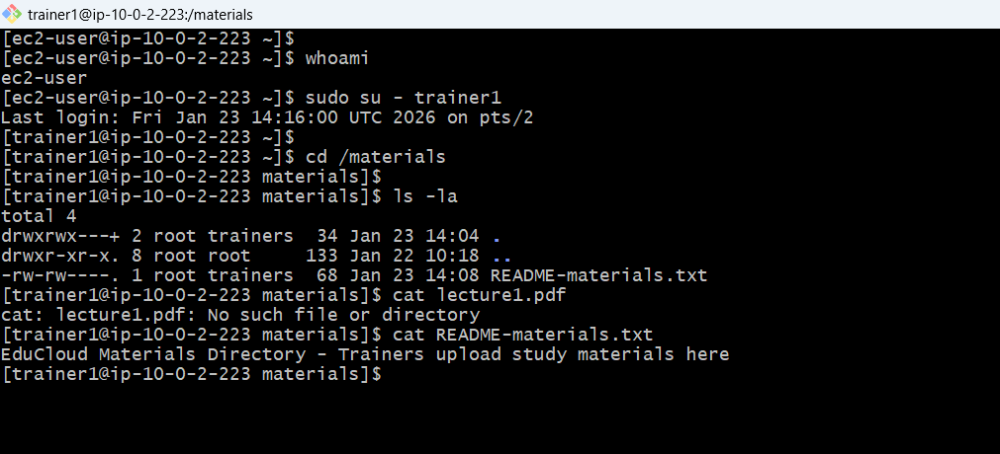 trainer1@ip-10-0-2-223:/materials
[ec2-user@ip-10-0-2-223 ~]$
[ec2-user@ip-10-0-2-223 ~]$ whoami
ec2-user
[ec2-user@ip-10-0-2-223 ~]$ sudo su - trainer1
Last login: Fri Jan 23 14:16:00 UTC 2026 on pts/2
[trainer1@ip-10-0-2-223 ~]$
[trainer1@ip-10-0-2-223 ~]$ cd /materials
[trainer1@ip-10-0-2-223 materials]$
[trainer1@ip-10-0-2-223 materials]$ ls -la
total 4
drwxrwx---+ 2 root trainers  34 Jan 23 14:04 .
drwxr-xr-x. 8 root root     133 Jan 22 10:18 ..
-rw-rw----. 1 root trainers  68 Jan 23 14:08 README-materials.txt
[trainer1@ip-10-0-2-223 materials]$ cat lecture1.pdf
cat: lecture1.pdf: No such file or directory
[trainer1@ip-10-0-2-223 materials]$ cat README-materials.txt
EduCloud Materials Directory - Trainers upload study materials here
[trainer1@ip-10-0-2-223 materials]$